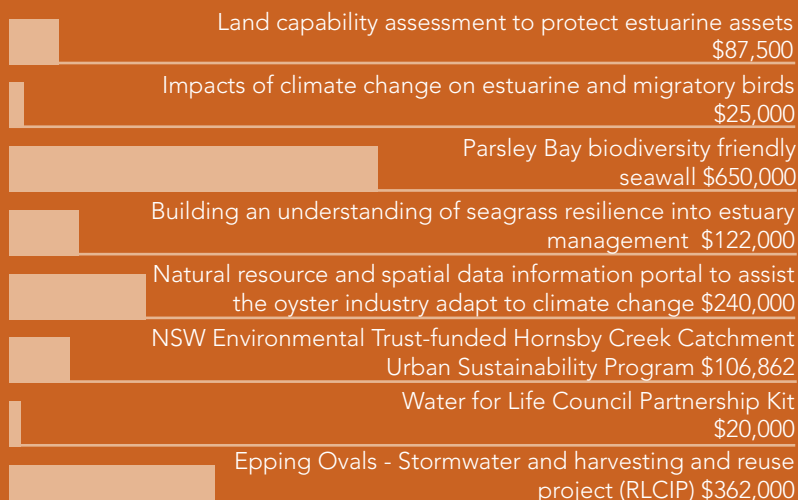 Land capability assessment to protect estuarine assets
$87,500
Impacts of climate change on estuarine and migratory birds
$25,000
Parsley Bay biodiversity friendly
seawall $650,000
Building an understanding of seagrass resilience into estuary
management $122,000
Natural resource and spatial data information portal to assist
the oyster industry adapt to climate change $240,000
NSW Environmental Trust-funded Hornsby Creek Catchment
Urban Sustainability Program $106,862
Water for Life Council Partnership Kit
$20,000
Epping Ovals - Stormwater and harvesting and reuse
project (RLCIP) $362,000